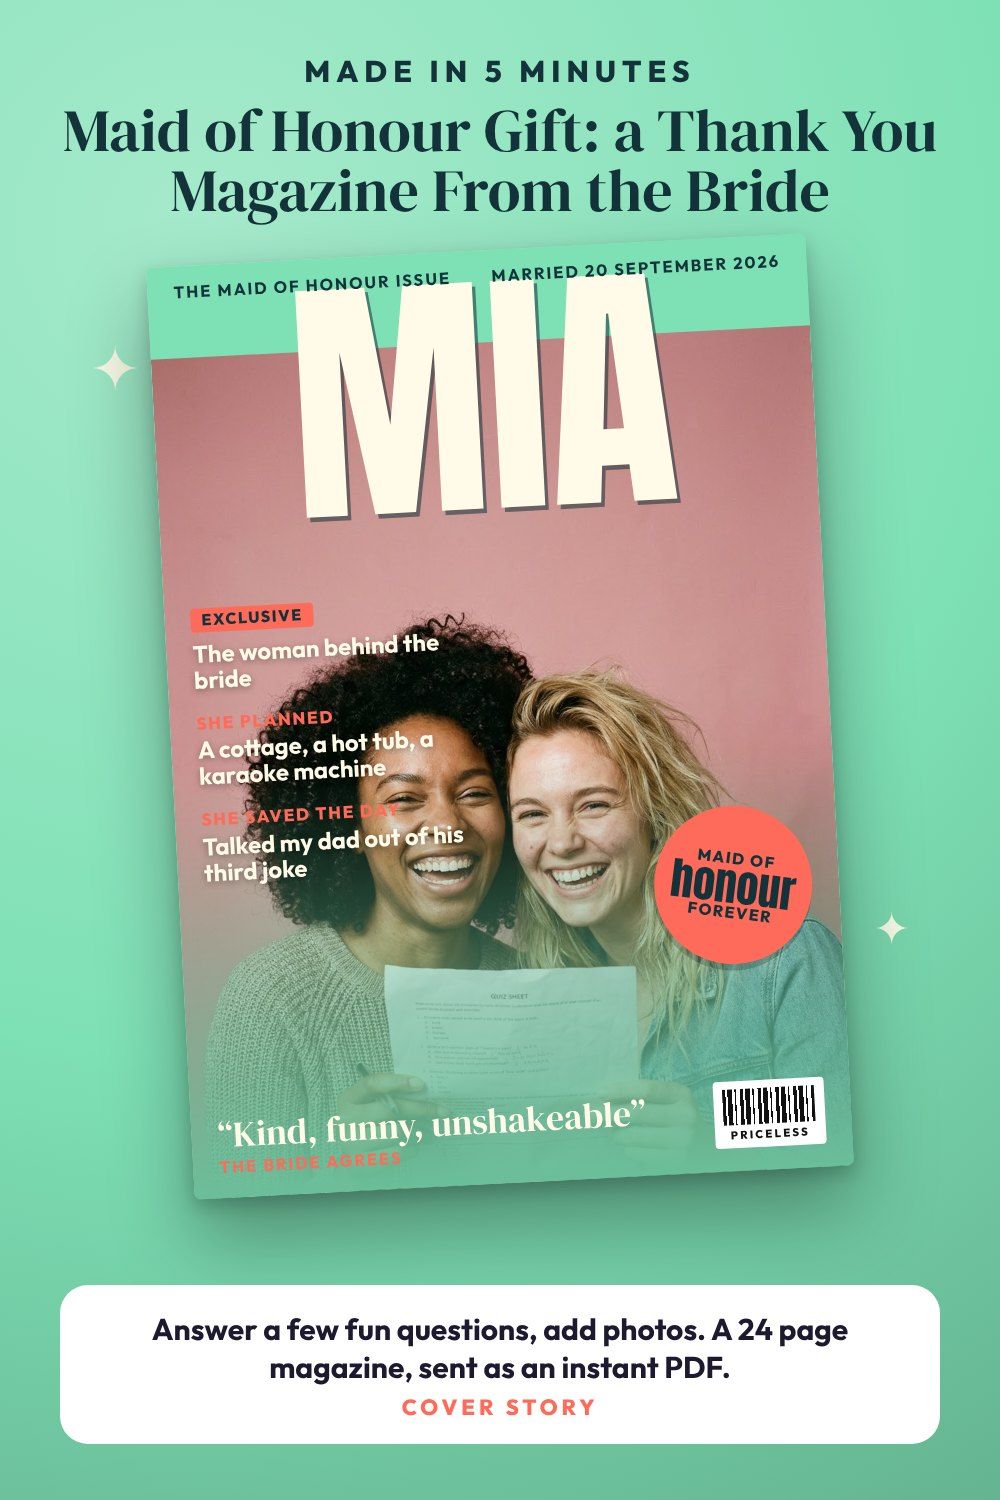 MADE IN 5 MINUTES
Maid of Honour Gift: a Thank You
Magazine From the Bride
THE MAID OF HONOUR ISSUE
MARRIED 20 SEPTEMBER 2026
MIA
EXCLUSIVE
The woman behind the
bride
SHE PLANNED
A cottage, a hot tub, a
karaoke machine
SHE SAVED THE DAY
Talked my dad out of his
third joke
MAID OF
honour
FOREVER
QUIZ SHEET
“Kind, funny, unshakeable”
THE BRIDE AGREES
PRICELESS
Answer a few fun questions, add photos. A 24 page
magazine, sent as an instant PDF.
COVER STORY